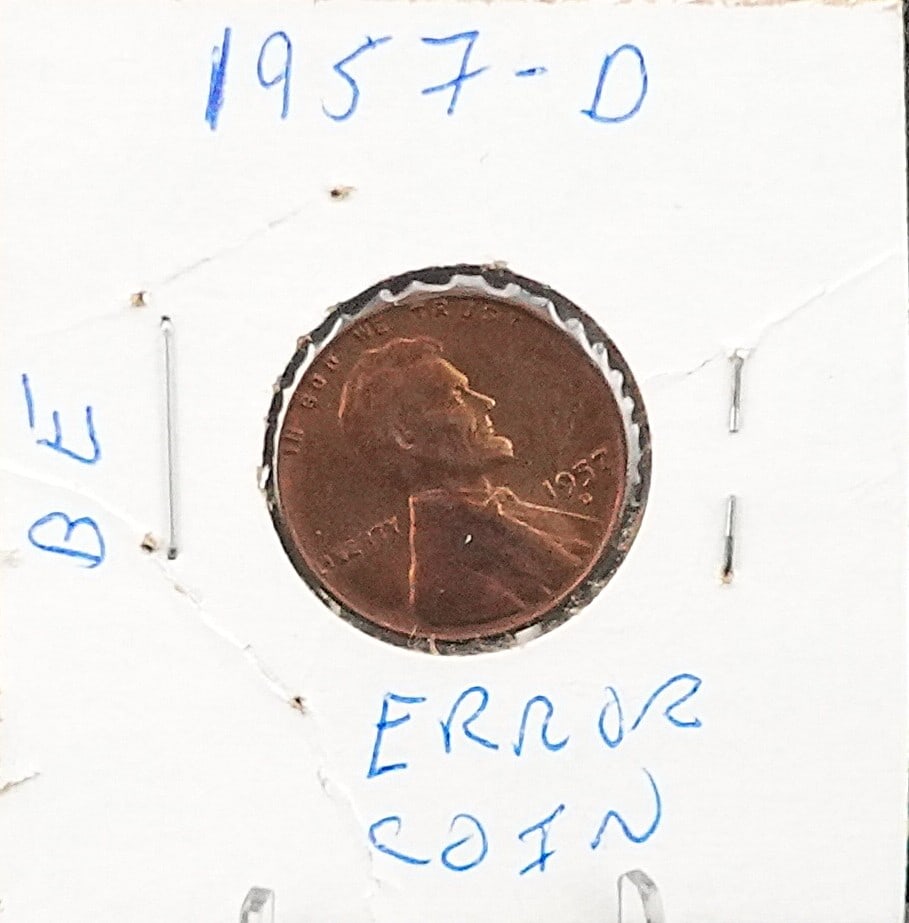 1957-D
BE
IN GOD WE TRUST
LIBERTY
1957
D
ERROR
COIN